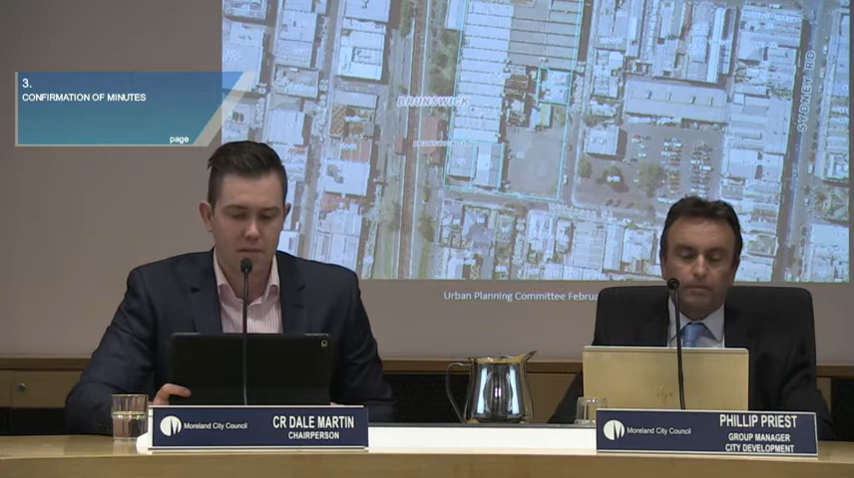 3.
CONFIRMATION OF MINUTES
page
BRUNSWICK
SYDNEY RD
Urban Planning Committee Februa
Moreland City Council
CR DALE MARTIN
CHAIRPERSON
Moreland City Council
PHILLIP PRIEST
GROUP MANAGER
CITY DEVELOPMENT
hp